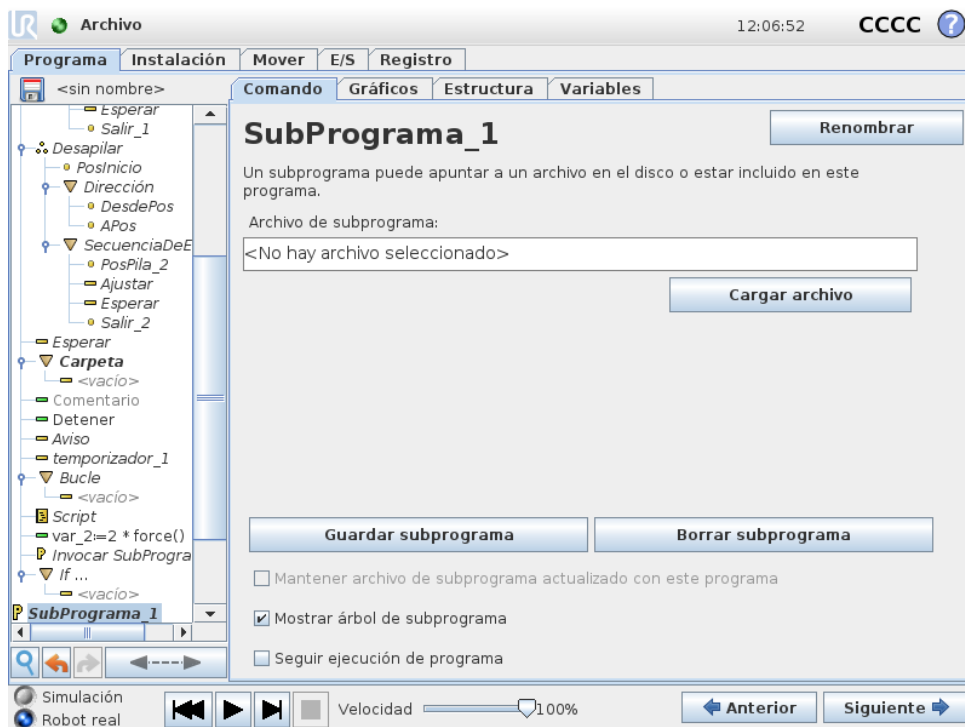 UR Archivo 12:06:52 CCCC ?
Programa Instalación Mover E/S Registro
<sin nombre>
Esperar
Salir_1
Desapilar
PosInicio
Dirección
DesdePos
APos
SecuenciaDeE
PosPila_2
Ajustar
Esperar
Salir_2
Esperar
Carpeta
<vacío>
Comentario
Detener
Aviso
temporizador_1
Bucle
<vacío>
Script
var_2:=2 * force()
Invocar SubProgra
If ...
<vacío>
SubPrograma_1
Comando Gráficos Estructura Variables
SubPrograma_1
Renombrar
Un subprograma puede apuntar a un archivo en el disco o estar incluido en este
programa.
Archivo de subprograma:
<No hay archivo seleccionado>
Cargar archivo
Guardar subprograma
Borrar subprograma
Mantener archivo de subprograma actualizado con este programa
Mostrar árbol de subprograma
Seguir ejecución de programa
Simulación
Robot real
Velocidad 100%
Anterior
Siguiente